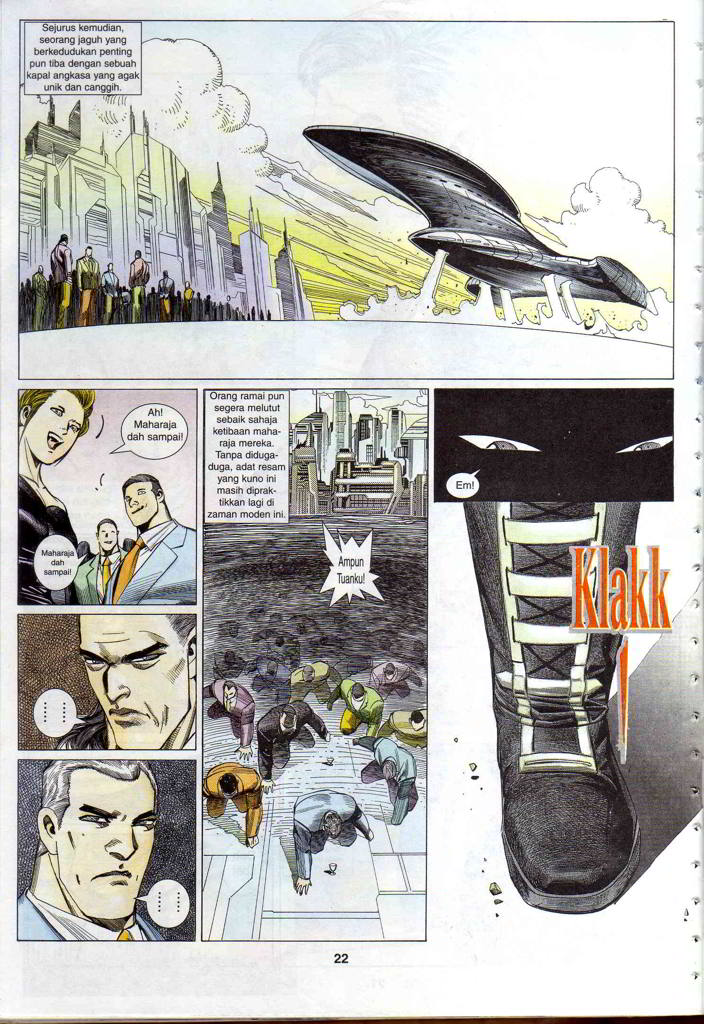 Sejurus kemudian,
seorang jaguh yang
berkedudukan penting
pun tiba dengan sebuah
kapal angkasa yang agak
unik dan canggih.
Ah!
Maharaja
dah sampai!
Maharaja
dah
sampai!
Orang ramai pun
segera melutut
sebaik sahaja
ketibaan maha-
raja mereka.
Tanpa diduga-
duga, adat resam
yang kuno ini
masih diprak-
tikkan lagi di
zaman moden ini.
Ampun
Tuanku!
Em!
Klakk
!
22